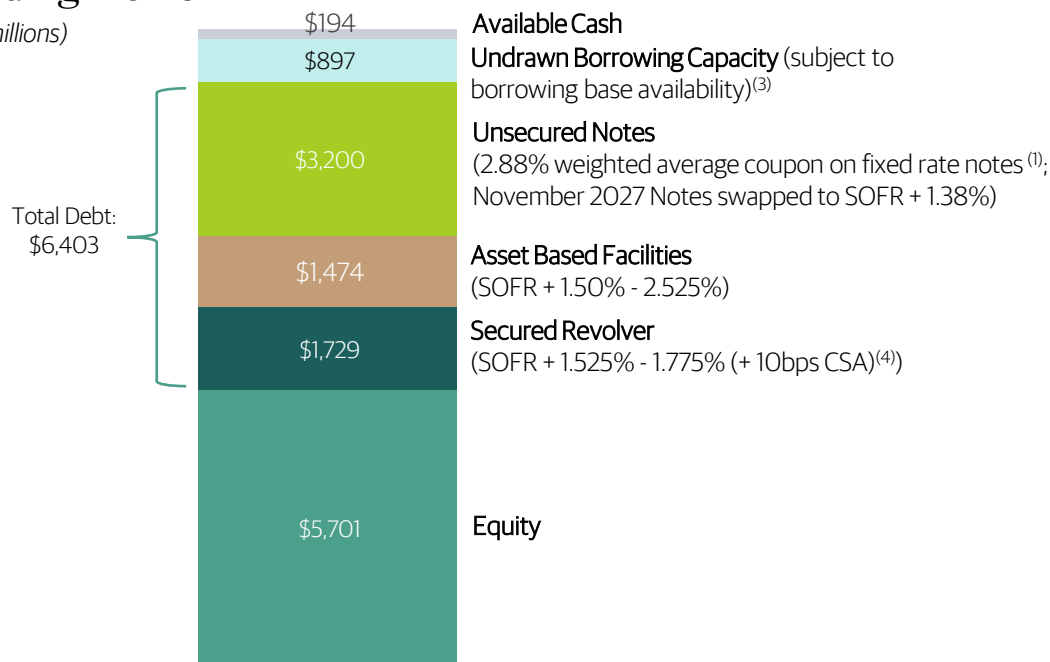 millions)
$194
Available Cash
$897
Undrawn Borrowing Capacity (subject to
borrowing base availability)(3)
$3,200
Unsecured Notes
(2.88% weighted average coupon on fixed rate notes (1);
November 2027 Notes swapped to SOFR + 1.38%)
Total Debt:
$6,403
$1,474
Asset Based Facilities
(SOFR + 1.50% - 2.525%)
$1,729
Secured Revolver
(SOFR + 1.525% - 1.775% (+ 10bps CSA)(4))
$5,701
Equity